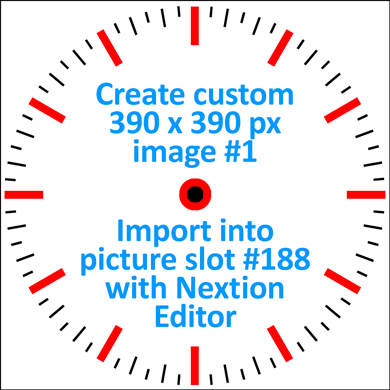 Create custom
390 x 390 px
image #1
Import into
picture slot #188
with Nextion
Editor